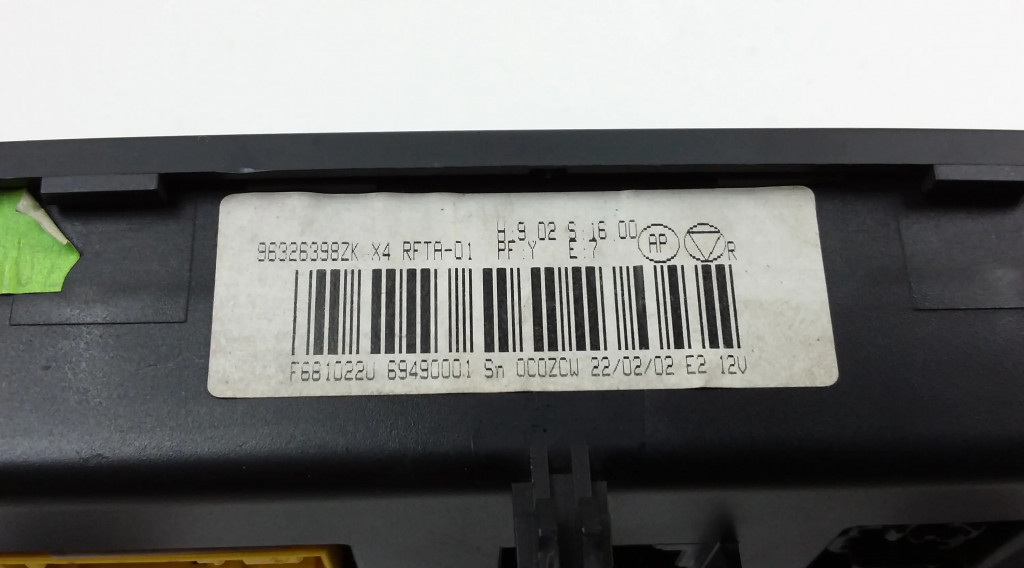 H:9.02 S:16.00
96326398ZK X4 RFTA-01 PF:Y E:7 AP R
F681022U 69490001 Sn 0C0ZCW 22/02/02 E2 12V